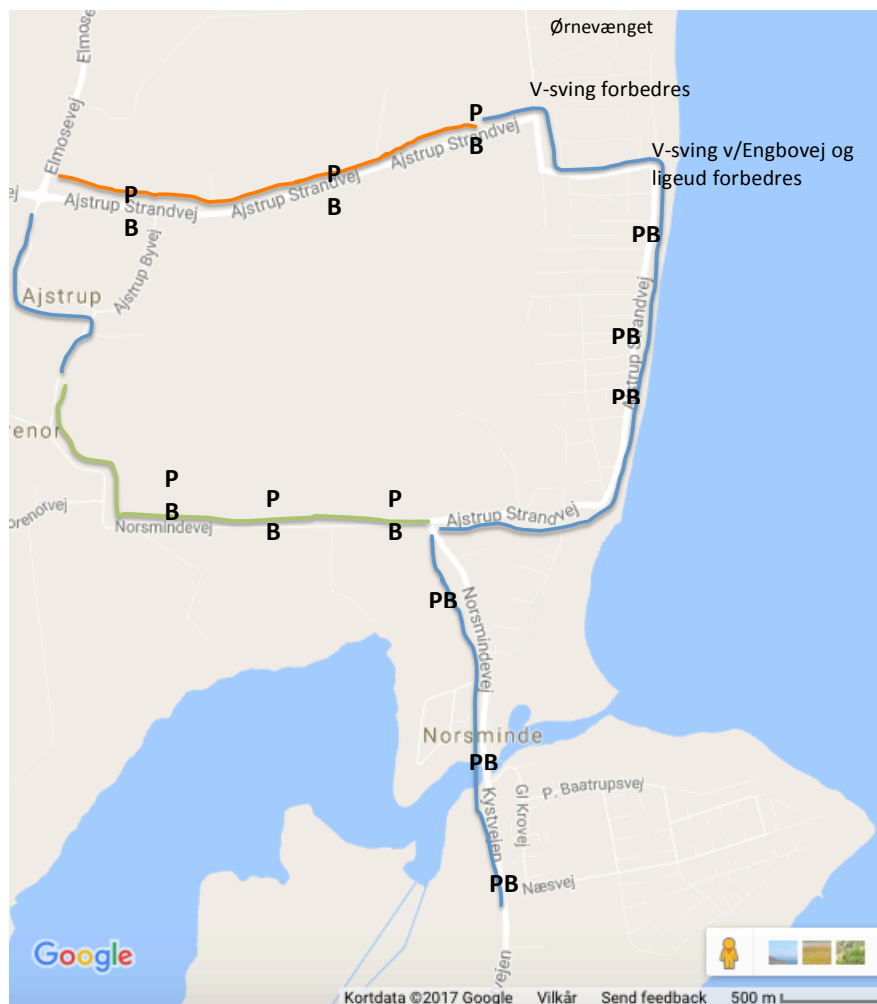 Ørnevænget
Elmosevej
Elmosevej
V-sving forbedres
P
B
Ajstrup Strandvej
V-sving v/Engbovej og
ligeud forbedres
P
B
Ajstrup Strandvej
P
B
Ajstrup Strandvej
Ajstrup Byvej
PB
Ajstrup
PB
Ajstrup Strandvej
PB
P
B
P
B
P
B
Norsmindevej
Ajstrup Strandvej
PB
Norsmindevej
Norsminde
PB
Kystvejen
Gl Krovej
P. Baatrupsvej
PB
Næsvej
Google
vejen
Kortdata ©2017 Google Vilkår Send feedback 500 m